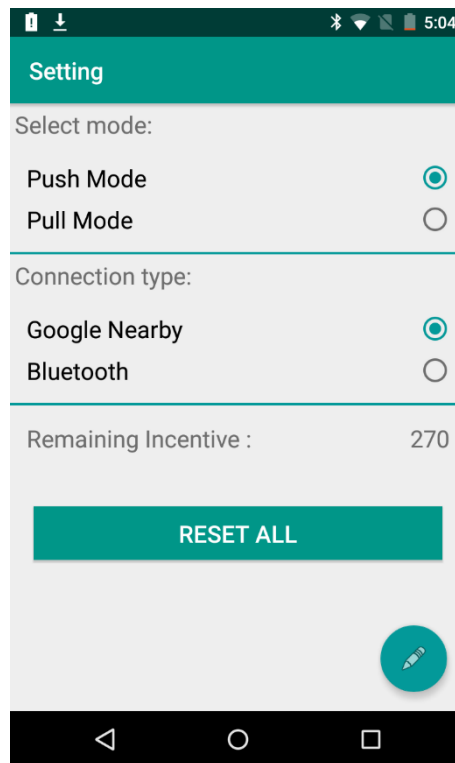 5:04
Setting
Select mode:
Push Mode
Pull Mode
Connection type:
Google Nearby
Bluetooth
Remaining Incentive : 270
RESET ALL